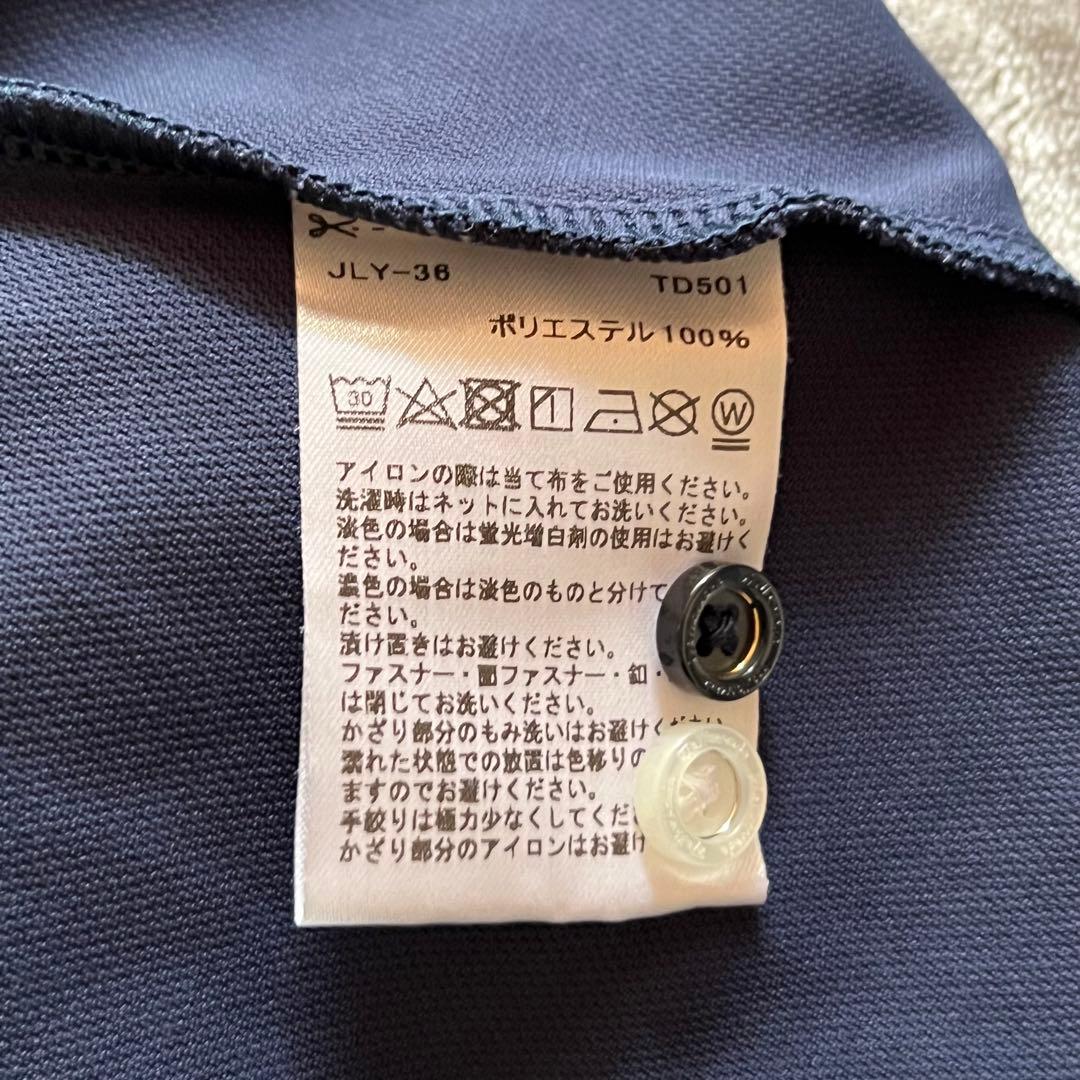 JLY-36 TD501
ポリエステル100%
30 W
アイロンの際は当て布をご使用ください。
洗濯時はネットに入れてお洗いください。
淡色の場合は蛍光増白剤の使用はお避けく
ださい。
濃色の場合は淡色のものと分けて
ださい。
漬け置きはお避けください。
ファスナー・面ファスナー・釦・
は閉じてお洗いください。
かざり部分のもみ洗いはお避けください
濡れた状態での放置は色移りの
ますのでお避けください。
手絞りは極力少なくしてくだ
かざり部分のアイロンはお避け